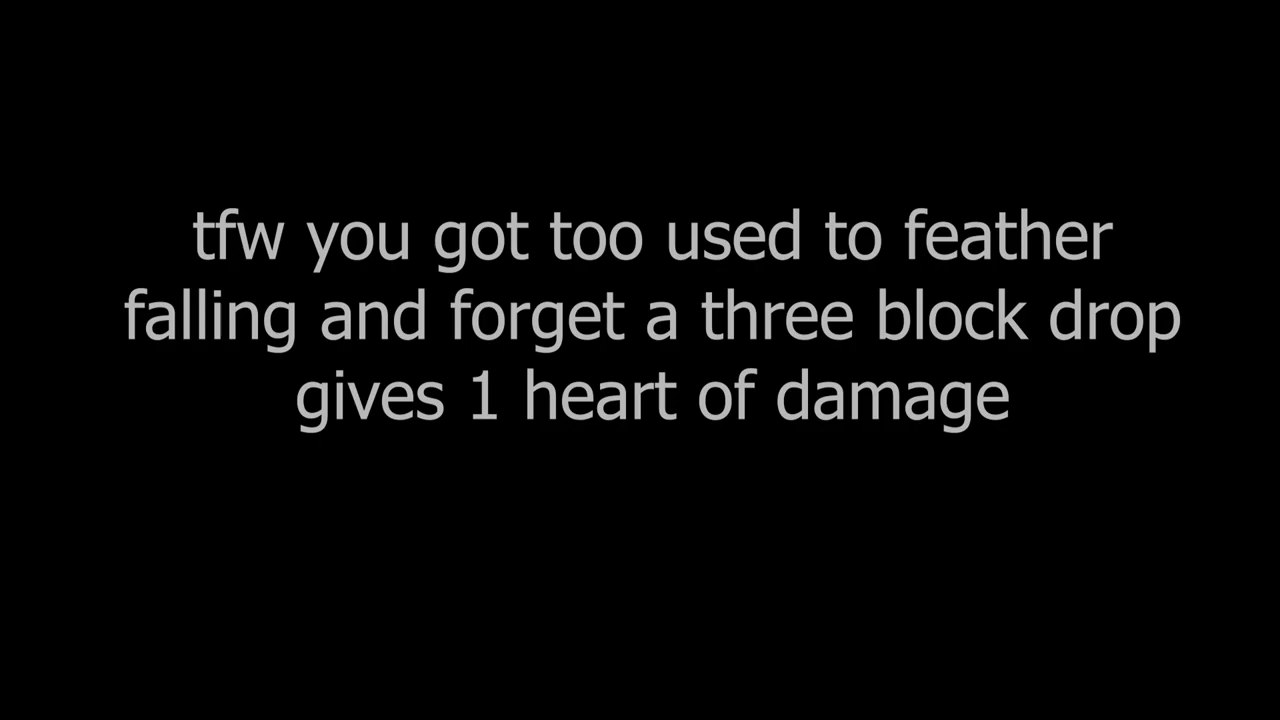 tfw you got too used to feather
falling and forget a three block drop
gives 1 heart of damage